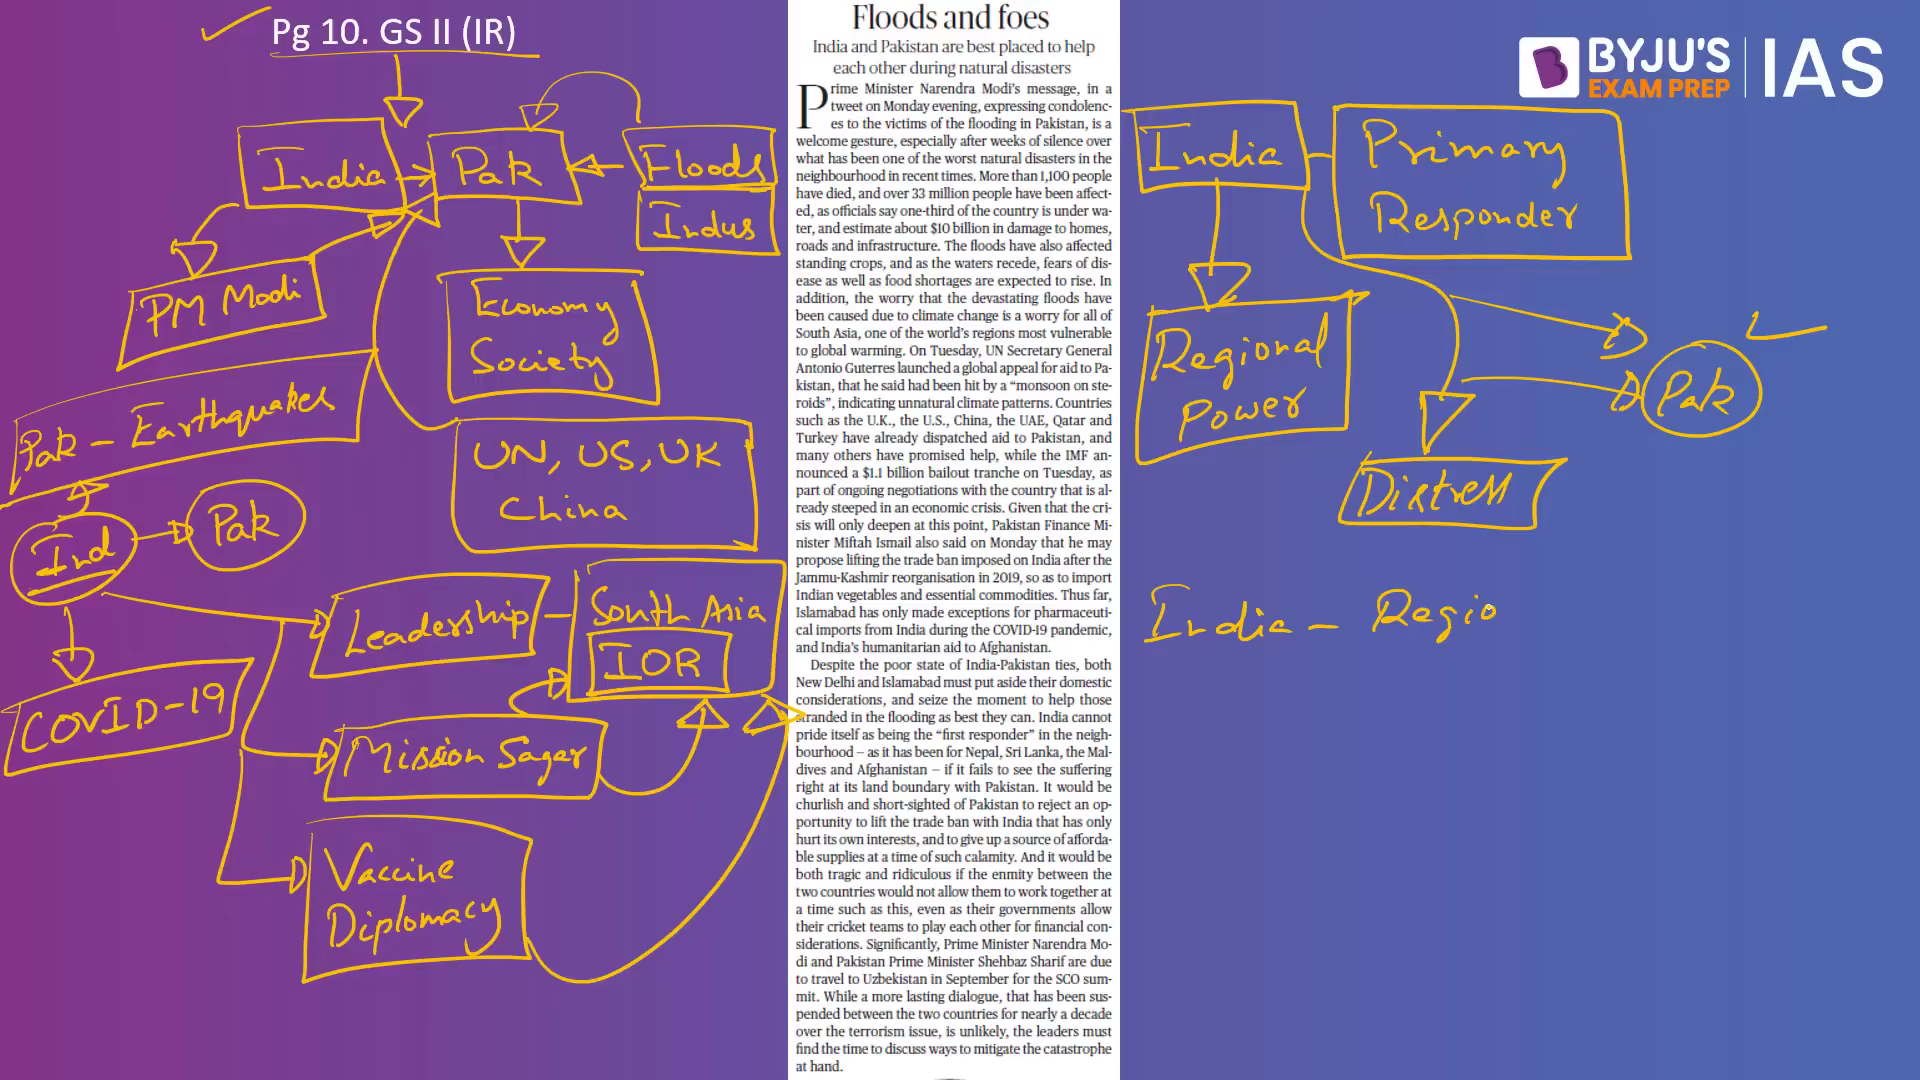 Pg 10. GS II (IR)
India
Pak
Floods
Indus
PM Modi
Economy
Society
Pak - Earthquakes
UN, US, UK
China
Ind
Pak
Leadership
South Asia
IOR
COVID-19
Mission Sagar
Vaccine
Diplomacy
Floods and foes
India and Pakistan are best placed to help
each other during natural disasters
Prime Minister Narendra Modi's message, in a
tweet on Monday evening, expressing condolenc-
es to the victims of the flooding in Pakistan, is a
welcome gesture, especially after weeks of silence over
what has been one of the worst natural disasters in the
neighbourhood in recent times. More than 1,100 people
have died, and over 33 million people have been affect-
ed, as officials say one-third of the country is under wa-
ter, and estimate about $10 billion in damage to homes,
roads and infrastructure. The floods have also affected
standing crops, and as the waters recede, fears of dis-
ease as well as food shortages are expected to rise. In
addition, the worry that the devastating floods have
been caused due to climate change is a worry for all of
South Asia, one of the world's regions most vulnerable
to global warming. On Tuesday, UN Secretary General
Antonio Guterres launched a global appeal for aid to Pa-
kistan, that he said had been hit by a “monsoon on ste-
roids”, indicating unnatural climate patterns. Countries
such as the U.K., the U.S., China, the UAE, Qatar and
Turkey have already dispatched aid to Pakistan, and
many others have promised help, while the IMF an-
nounced a $1.1 billion bailout tranche on Tuesday, as
part of ongoing negotiations with the country that is al-
ready steeped in an economic crisis. Given that the cri-
sis will only deepen at this point, Pakistan Finance Mi-
nister Miftah Ismail also said on Monday that he may
propose lifting the trade ban imposed on India after the
Jammu-Kashmir reorganisation in 2019, so as to import
Indian vegetables and essential commodities. Thus far,
Islamabad has only made exceptions for pharmaceuti-
cal imports from India during the COVID-19 pandemic,
and India's humanitarian aid to Afghanistan.
Despite the poor state of India-Pakistan ties, both
New Delhi and Islamabad must put aside their domestic
considerations, and seize the moment to help those
stranded in the flooding as best they can. India cannot
pride itself as being the “first responder” in the neigh-
bourhood – as it has been for Nepal, Sri Lanka, the Mal-
dives and Afghanistan – if it fails to see the suffering
right at its land boundary with Pakistan. It would be
churlish and short-sighted of Pakistan to reject an op-
portunity to lift the trade ban with India that has only
hurt its own interests, and to give up a source of afforda-
ble supplies at a time of such calamity. And it would be
both tragic and ridiculous if the enmity between the
two countries would not allow them to work together at
a time such as this, even as their governments allow
their cricket teams to play each other for financial con-
siderations. Significantly, Prime Minister Narendra Mo-
di and Pakistan Prime Minister Shehbaz Sharif are due
to travel to Uzbekistan in September for the SCO sum-
mit. While a more lasting dialogue, that has been sus-
pended between the two countries for nearly a decade
over the terrorism issue, is unlikely, the leaders must
find the time to discuss ways to mitigate the catastrophe
at hand.
BYJU'S
EXAM PREP
IAS
India
Primary
Responder
Regional
Power
Pak
Distress
India - Regio